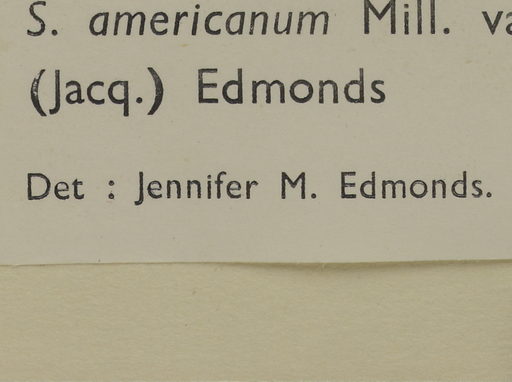 S. americanum Mill.
(Jacq.) Edmonds
Det : Jennifer M. Edmonds.